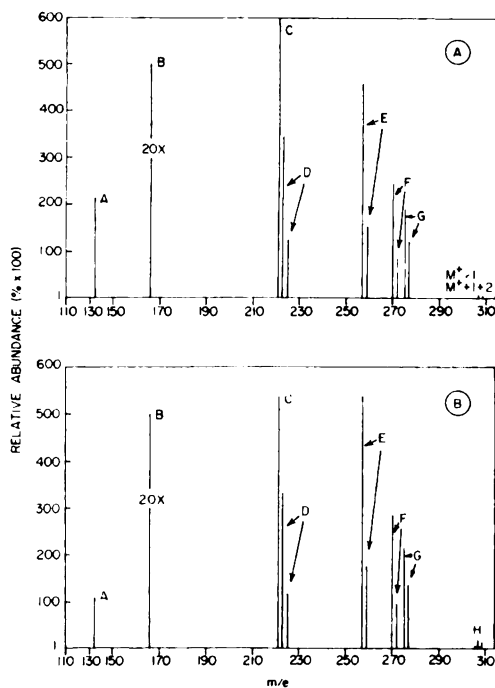 RELATIVE ABUNDANCE (% x 100)
A
600
500
400
300
200
100
1
A
B
20X
C
D
E
F
G
M⁺<1
M⁺+1+2
110 130 150 170 190 210 230 250 270 290 310
B
600
500
400
300
200
100
1
A
B
20X
C
D
E
F
G
H
110 130 150 170 190 210 230 250 270 290 310
m/e